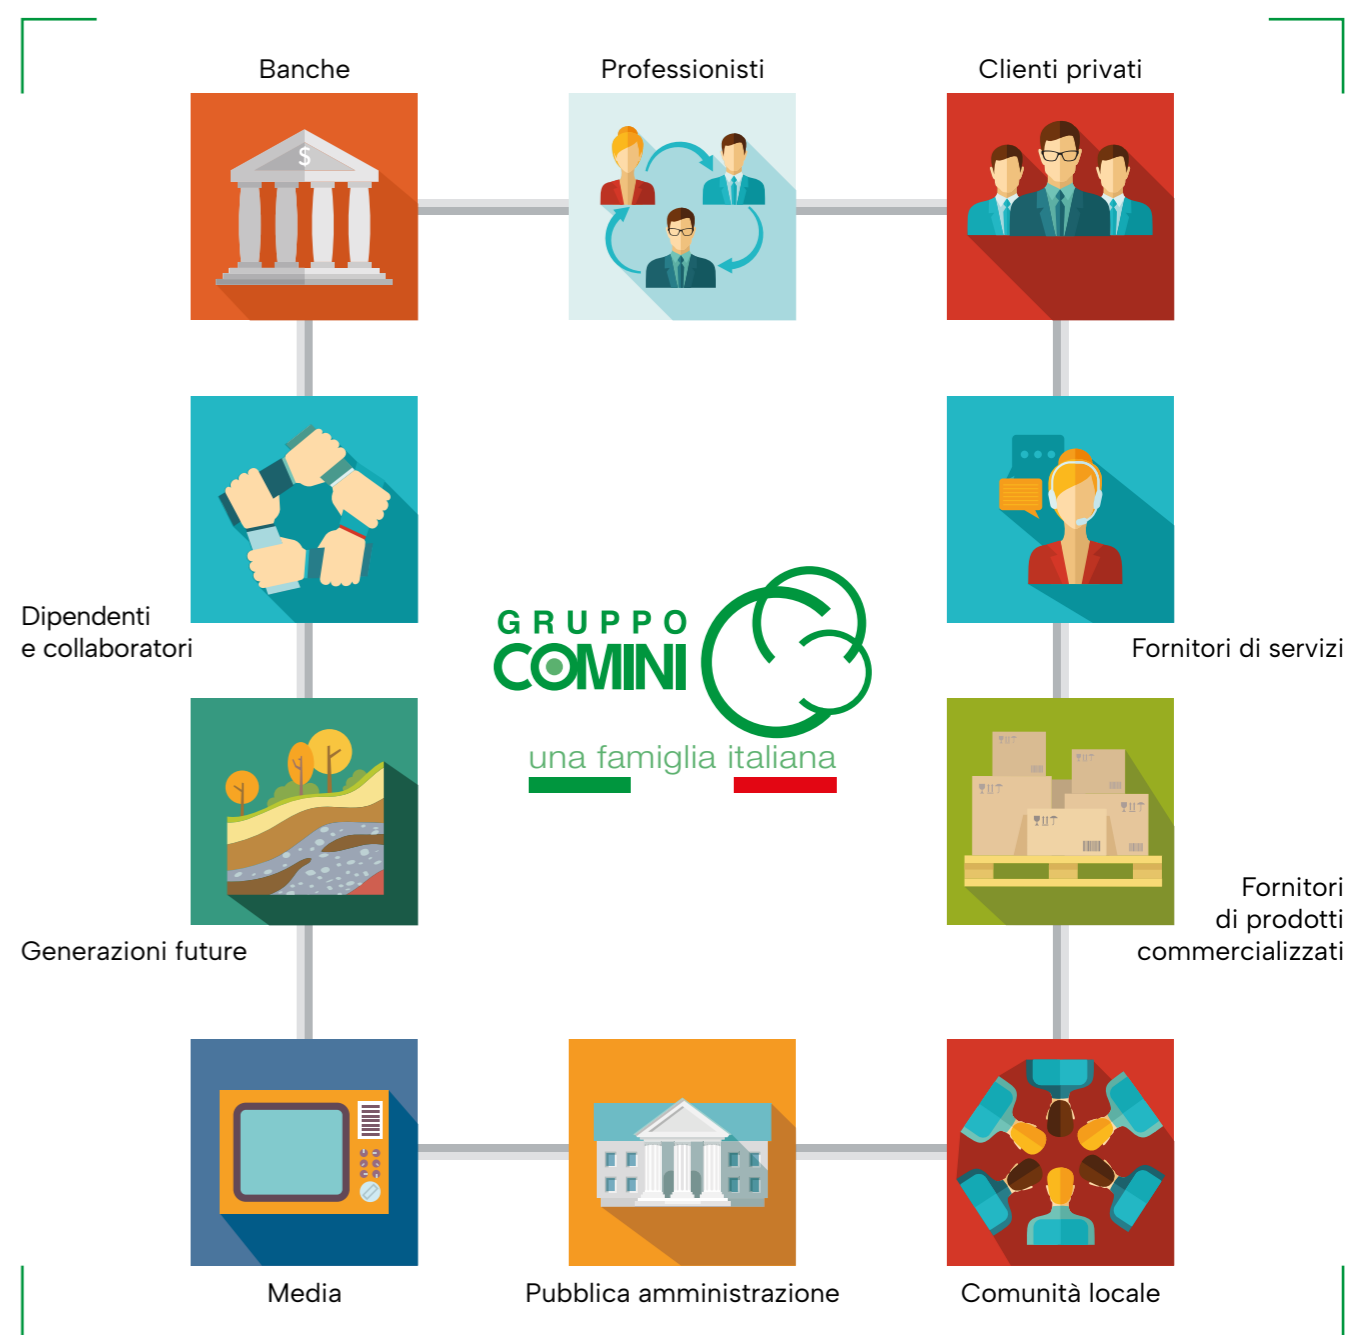 Banche
Professionisti
Clienti privati
$
Dipendenti
e collaboratori
Fornitori di servizi
GRUPPO
COMINI
una famiglia italiana
Generazioni future
Fornitori
di prodotti
commercializzati
Media
Pubblica amministrazione
Comunità locale